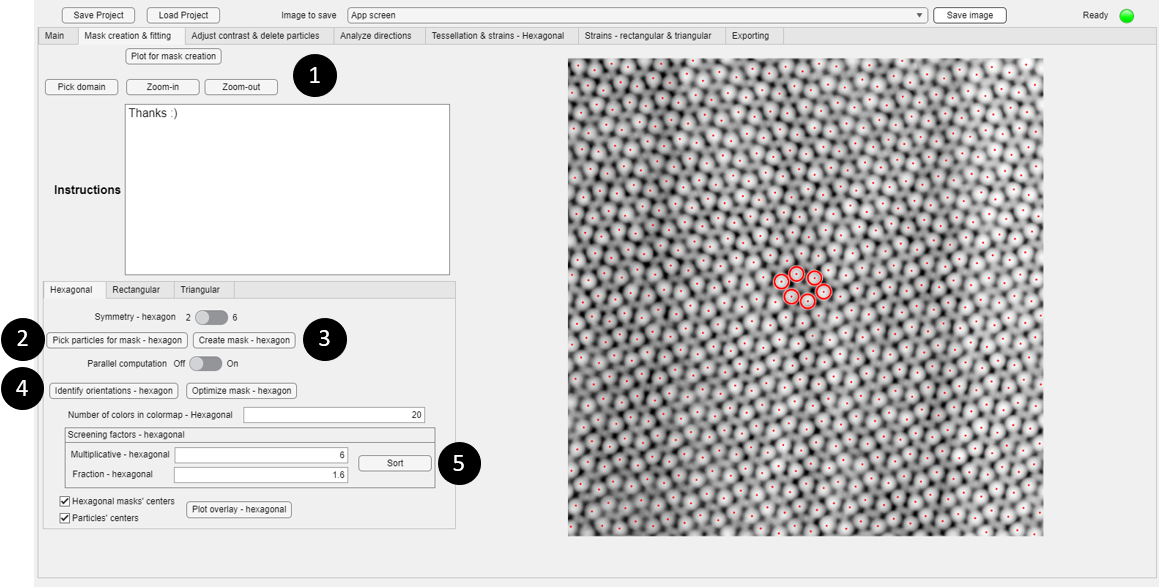 Save Project Load Project Image to save App screen Save image Ready
Main Mask creation & fitting Adjust contrast & delete particles Analyze directions Tessellation & strains - Hexagonal Strains - rectangular & triangular Exporting
Plot for mask creation
1
Pick domain Zoom-in Zoom-out
Thanks :)
Instructions
Hexagonal Rectangular Triangular
Symmetry - hexagon 2 6
2 Pick particles for mask - hexagon Create mask - hexagon 3
Parallel computation Off On
4 Identify orientations - hexagon Optimize mask - hexagon
Number of colors in colormap - Hexagonal 20
Screening factors - hexagonal
Multiplicative - hexagonal 6
Sort 5
Fraction - hexagonal 1.6
Hexagonal masks' centers
Plot overlay - hexagonal
Particles' centers